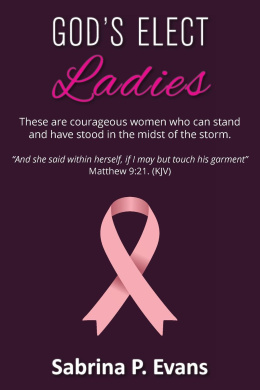 GOD'S ELECT
Ladies
These are courageous women who can stand
and have stood in the midst of the storm.
"And she said within herself, if I may but touch his garment"
Matthew 9:21. (KJV)
Sabrina P. Evans